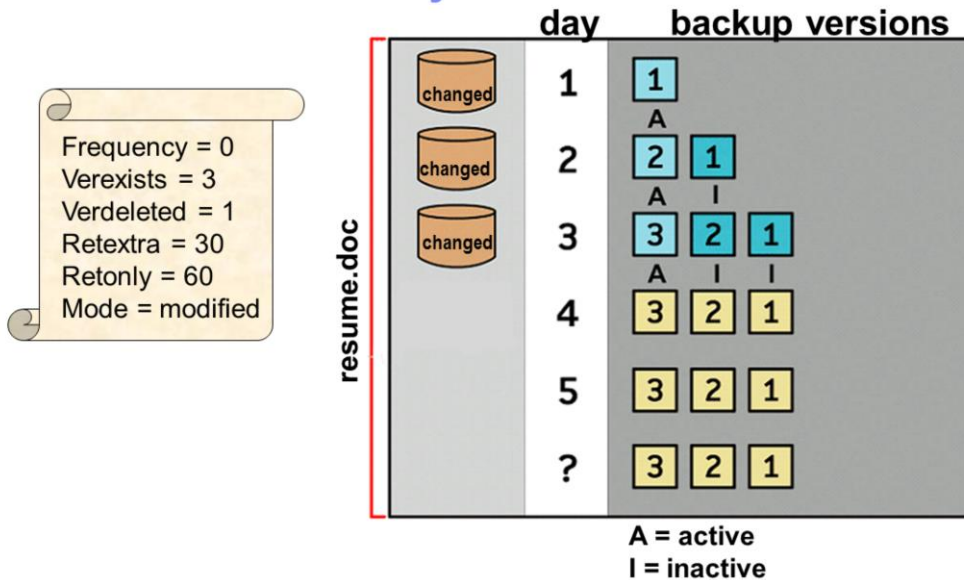 day backup versions
Frequency = 0
Verexists = 3
Verdeleted = 1
Retextra = 30
Retonly = 60
Mode = modified
resume.doc
changed 1 1
A
changed 2 2 1
A I
changed 3 3 2 1
A I I
4 3 2 1
5 3 2 1
? 3 2 1
A = active
I = inactive